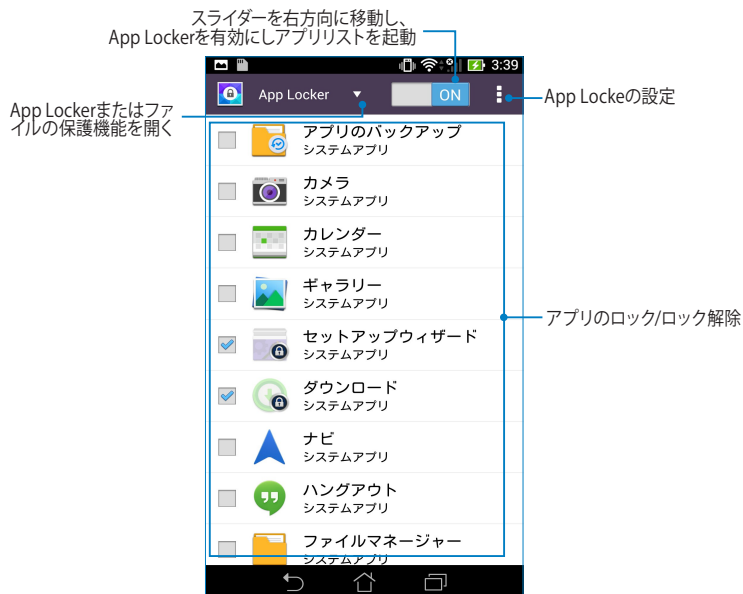 スライダーを右方向に移動し、
App Lockerを有効にしアプリリストを起動
3:39
App Locker
ON
App Lockeの設定
App Lockerまたはファ
イルの保護機能を開く
アプリのバックアップ
システムアプリ
カメラ
システムアプリ
カレンダー
システムアプリ
ギャラリー
システムアプリ
アプリのロック/ロック解除
セットアップウィザード
システムアプリ
ダウンロード
システムアプリ
ナビ
システムアプリ
ハングアウト
システムアプリ
ファイルマネージャー
システムアプリ